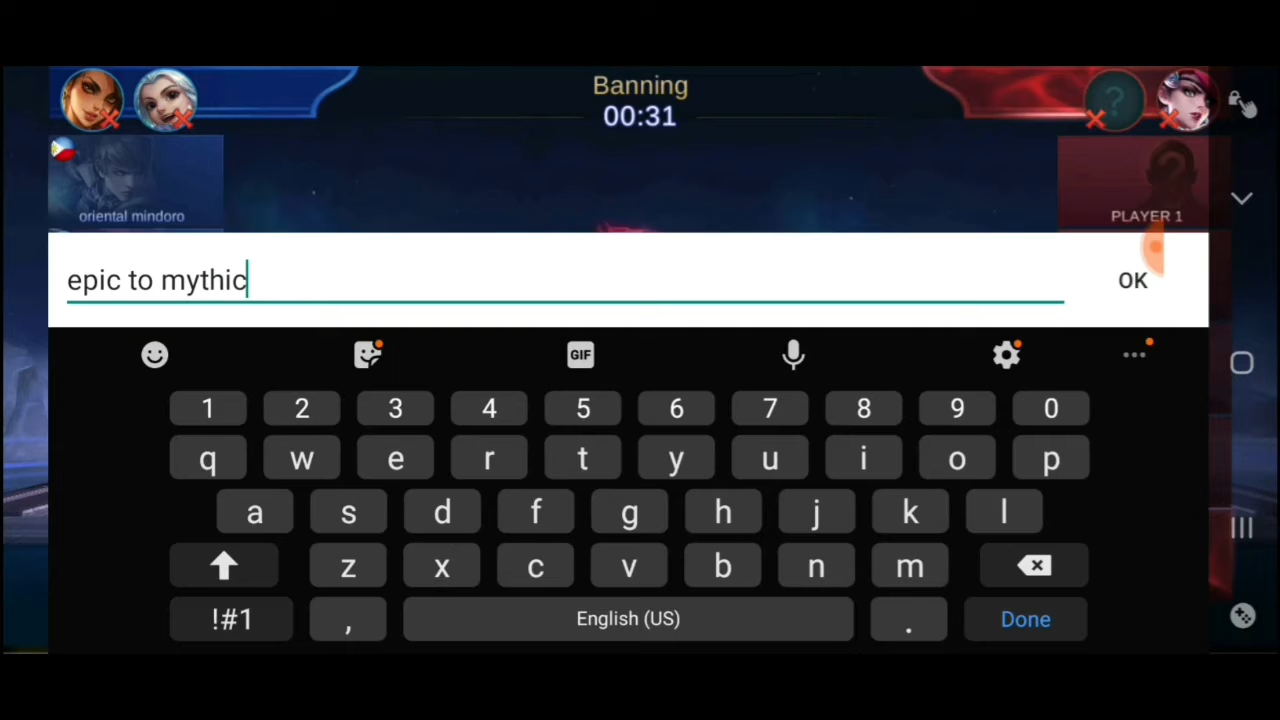 Banning
00:31
oriental mindoro
PLAYER 1
epic to mythic
OK
GIF
1 2 3 4 5 6 7 8 9 0
q w e r t y u i o p
a s d f g h j k l
z x c v b n m
!#1 , English (US) . Done